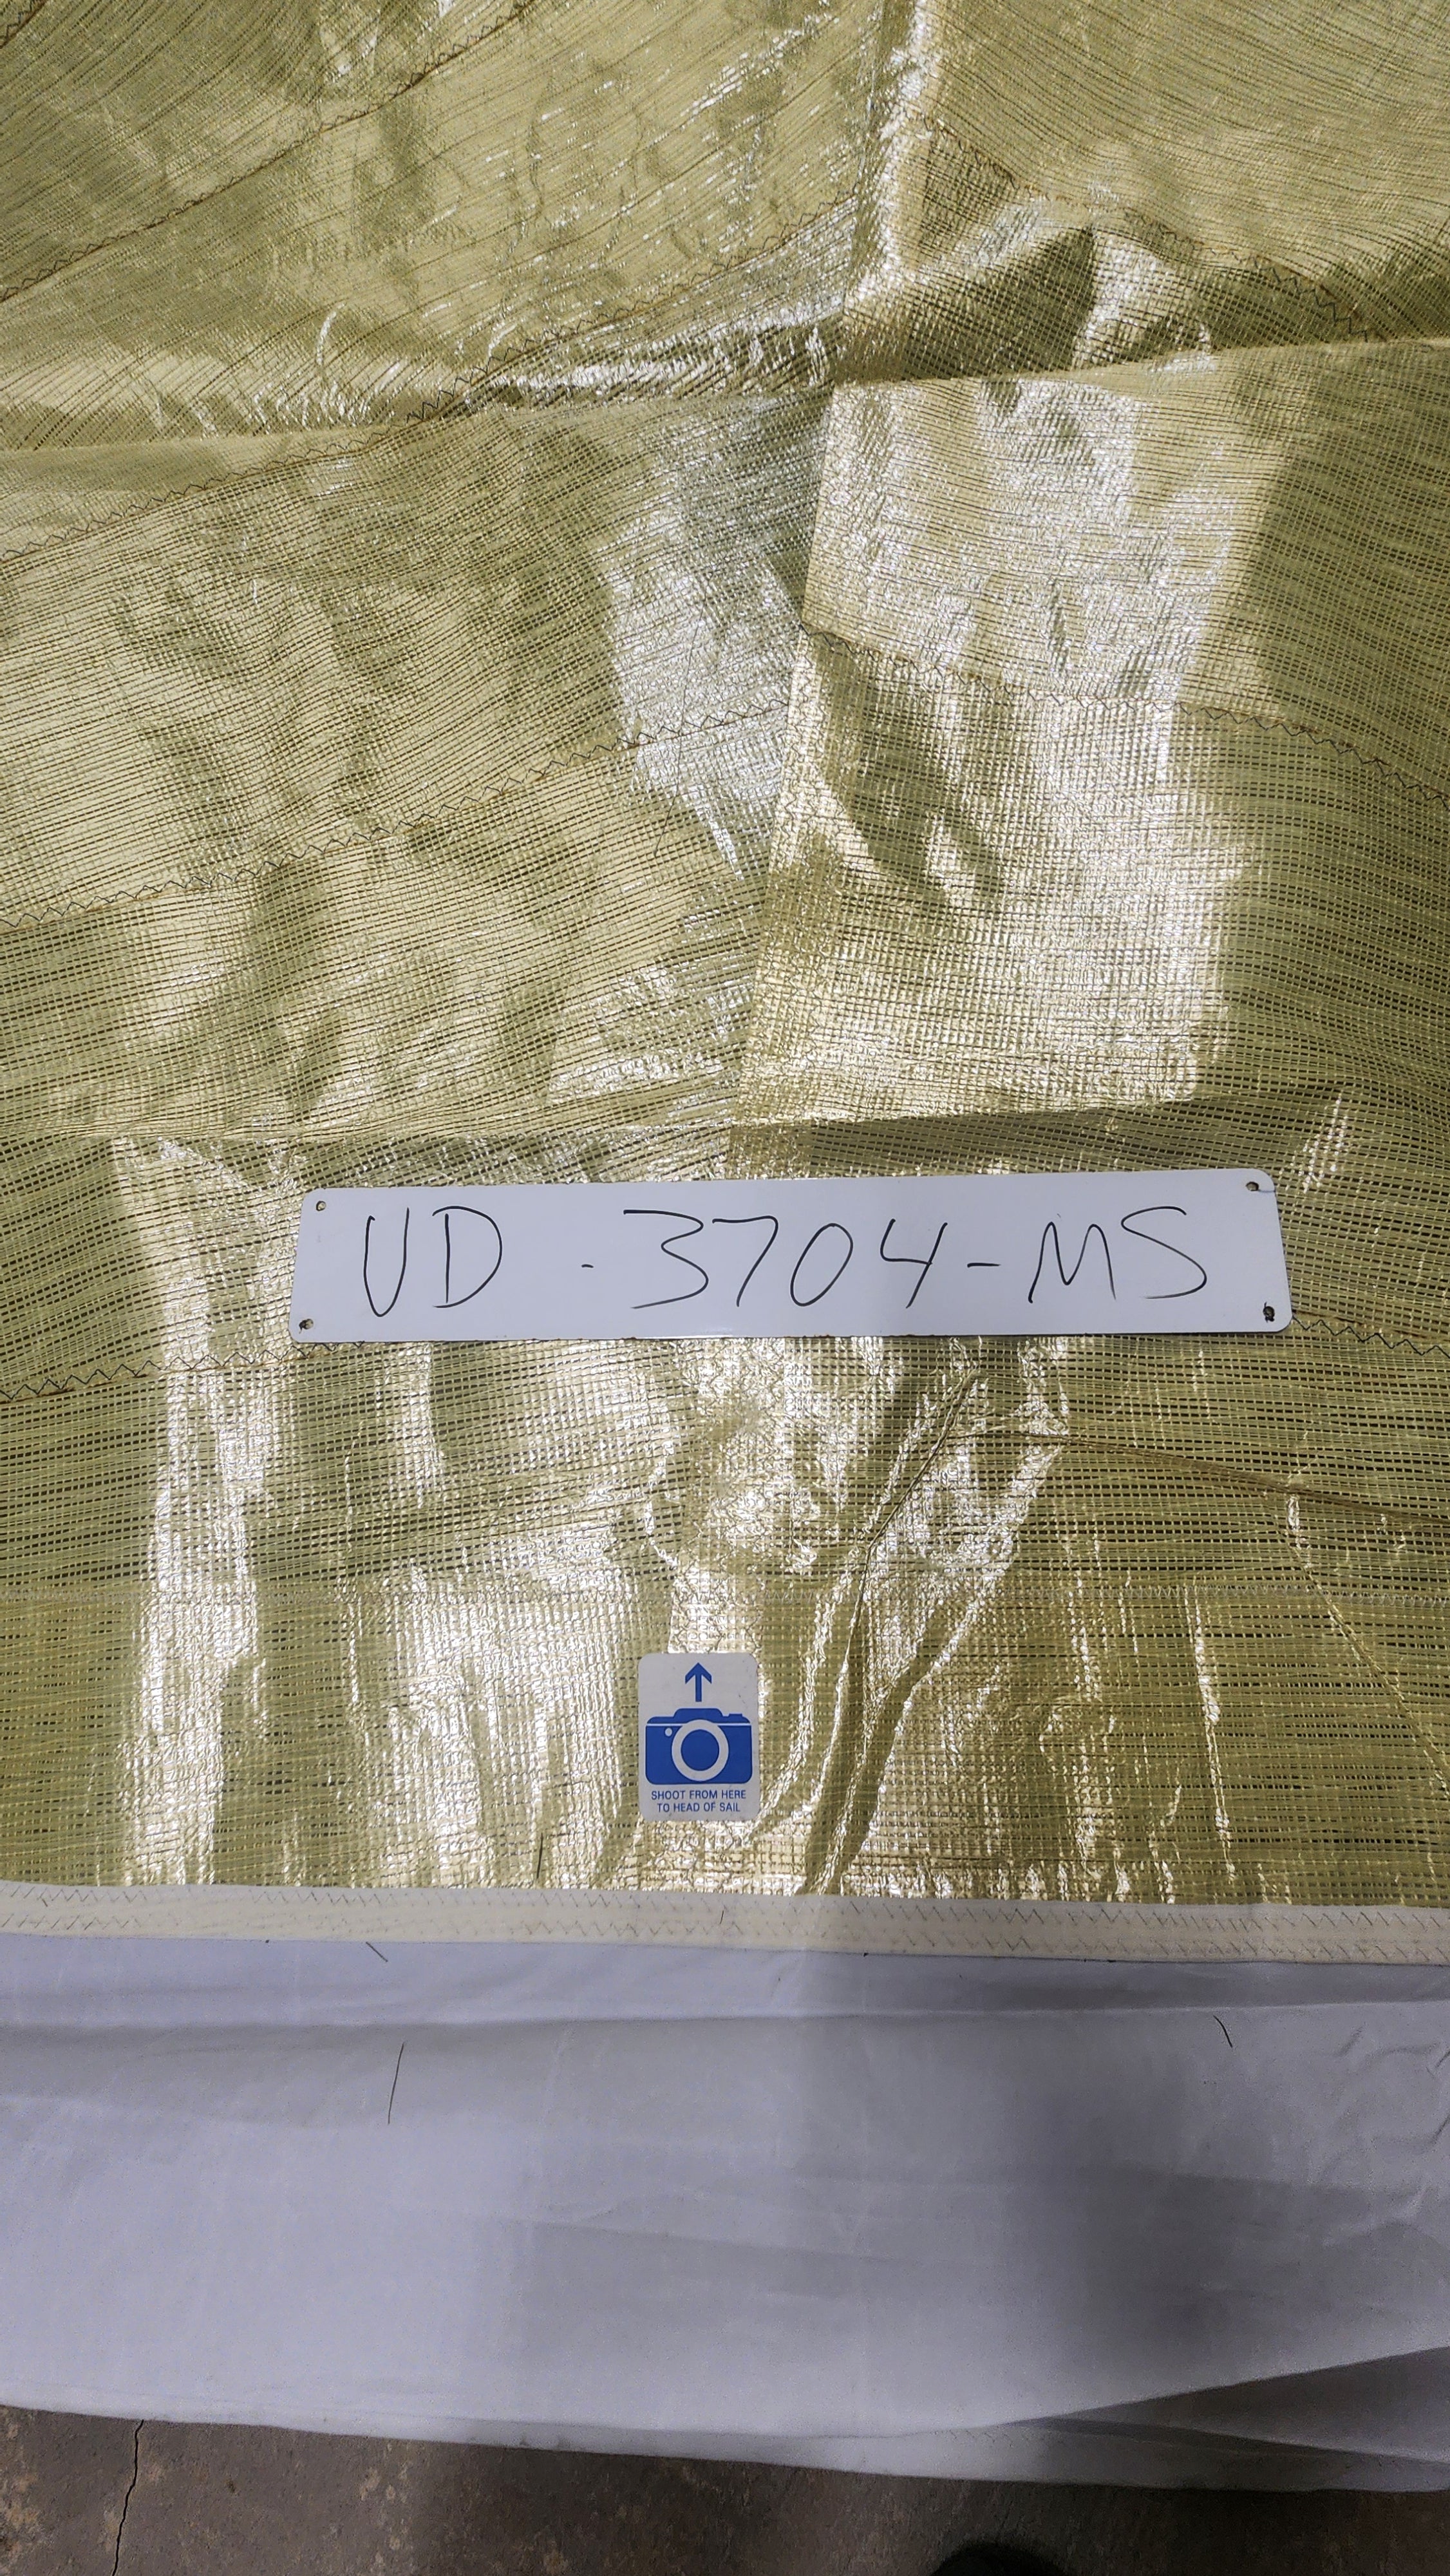 UD - 3704-MS
SHOOT FROM HERE
TO HEAD OF SAIL